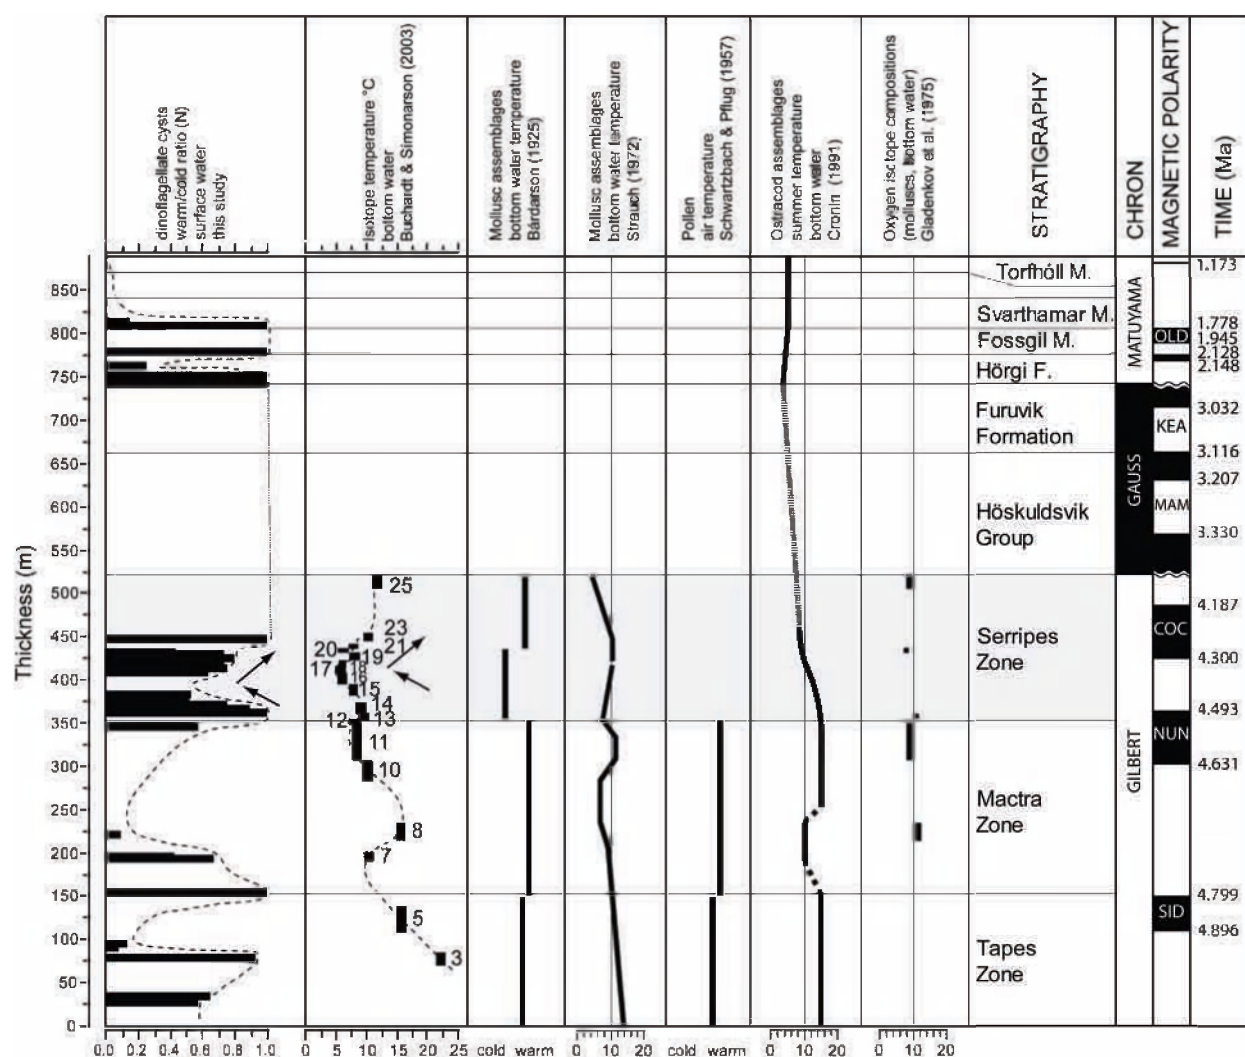 dinoflagellate cysts
warm/cold ratio (N)
surface water
this study
Isotope temperature °C
bottom water
Buchardt & Simonarson (2003)
Mollusc assemblages
bottom water temperature
Bárdarson (1925)
Mollusc assemblages
bottom water temperature
Strauch (1972)
Pollen
air temperature
Schwartzbach & Pflug (1957)
Ostracod assemblages
summer temperature
bottom water
Cronin (1991)
Oxygen isotope compositions
(molluses, bottom water)
Gladenkov et al. (1975)
STRATIGRAPHY
CHRON
MAGNETIC POLARITY
TIME (Ma)
Thickness (m)
850
800
750
700
650
600
550
500
450
400
350
300
250
200
150
100
50
0
25
23
20
21
19
17
18
16
15
14
12
13
11
10
8
7
5
3
Torfhóll M.
Svarthamar M.
Fossgil M.
Hörgi F.
Furuvik
Formation
Höskuldsvik
Group
Serripes
Zone
Mactra
Zone
Tapes
Zone
MATUYAMA
GAUSS
GILBERT
OLD
KEA
MAM
COC
NUN
SID
1.173
1.778
1.945
2.128
2.148
3.032
3.116
3.207
3.330
4.187
4.300
4.493
4.631
4.799
4.896
0.0 0.2 0.4 0.6 0.8 1.0
0 5 10 15 20 25
cold warm
0 10 20
cold warm
0 10 20
0 10 20